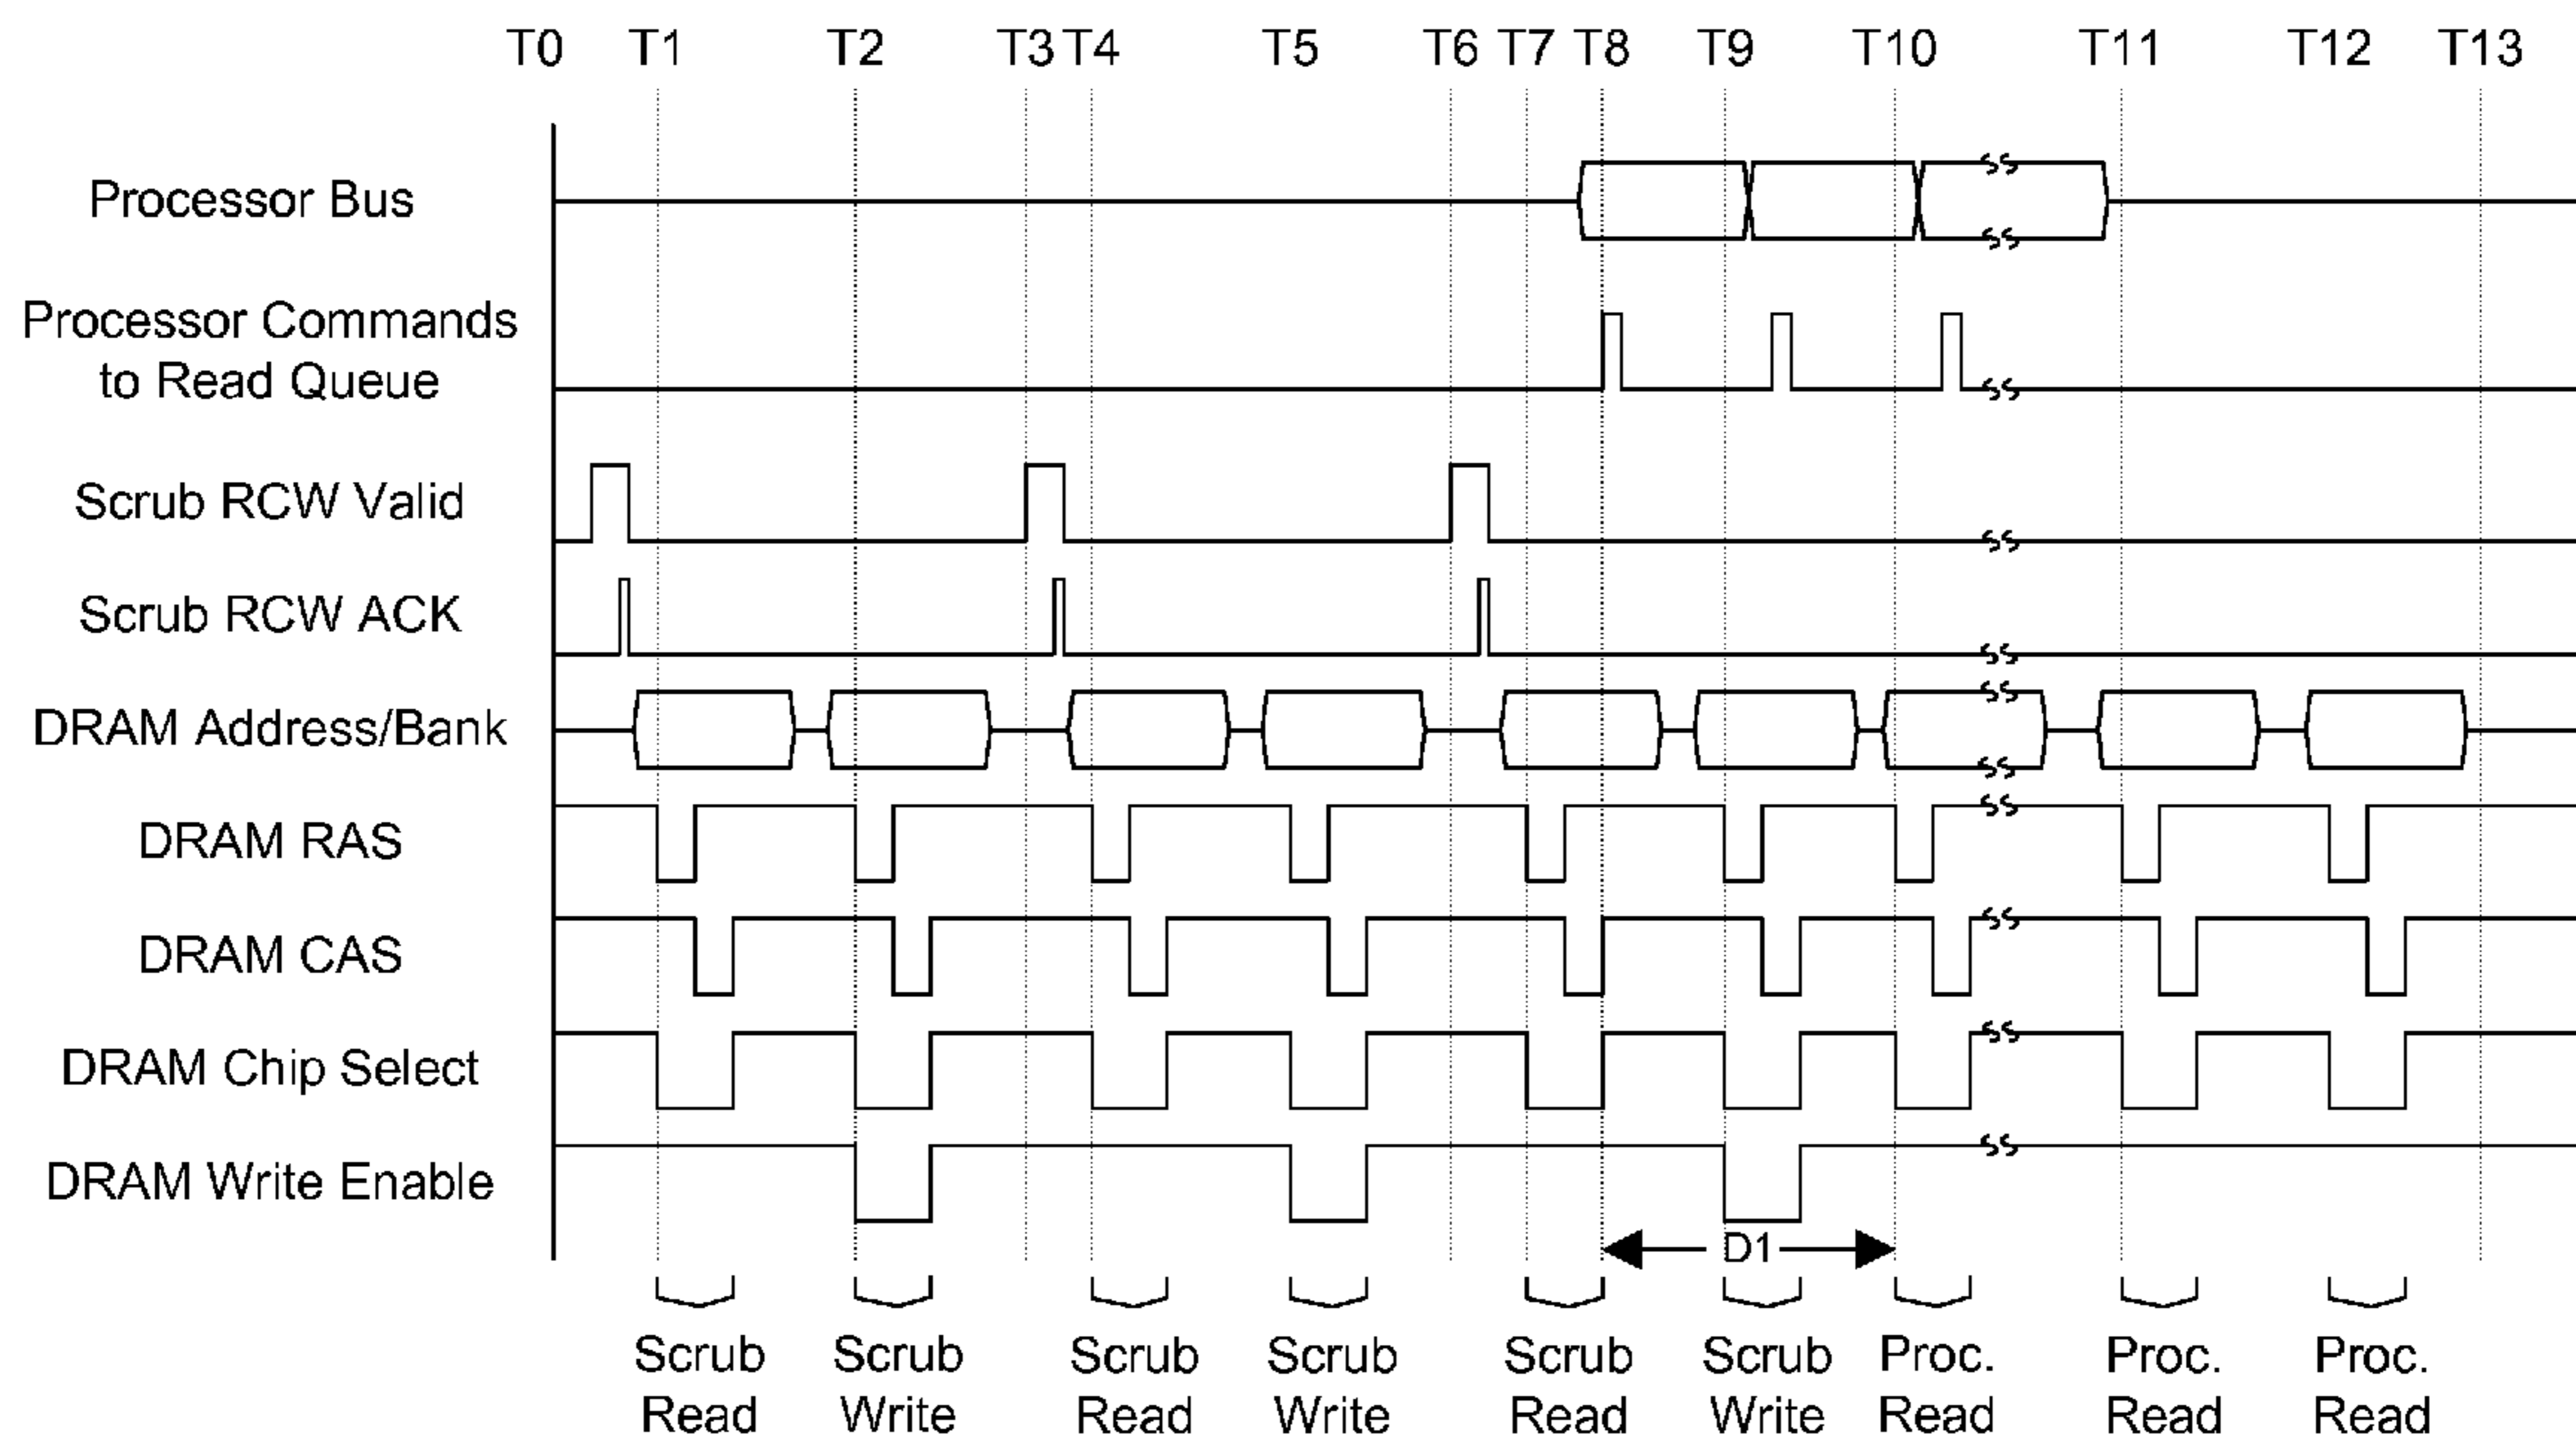 T0 T1 T2 T3 T4 T5 T6 T7 T8 T9 T10 T11 T12 T13
Processor Bus
Processor Commands
to Read Queue
Scrub RCW Valid
Scrub RCW ACK
DRAM Address/Bank
DRAM RAS
DRAM CAS
DRAM Chip Select
DRAM Write Enable
D1
Scrub Scrub Scrub Scrub Scrub Scrub Proc. Proc. Proc.
Read Write Read Write Read Write Read Read Read